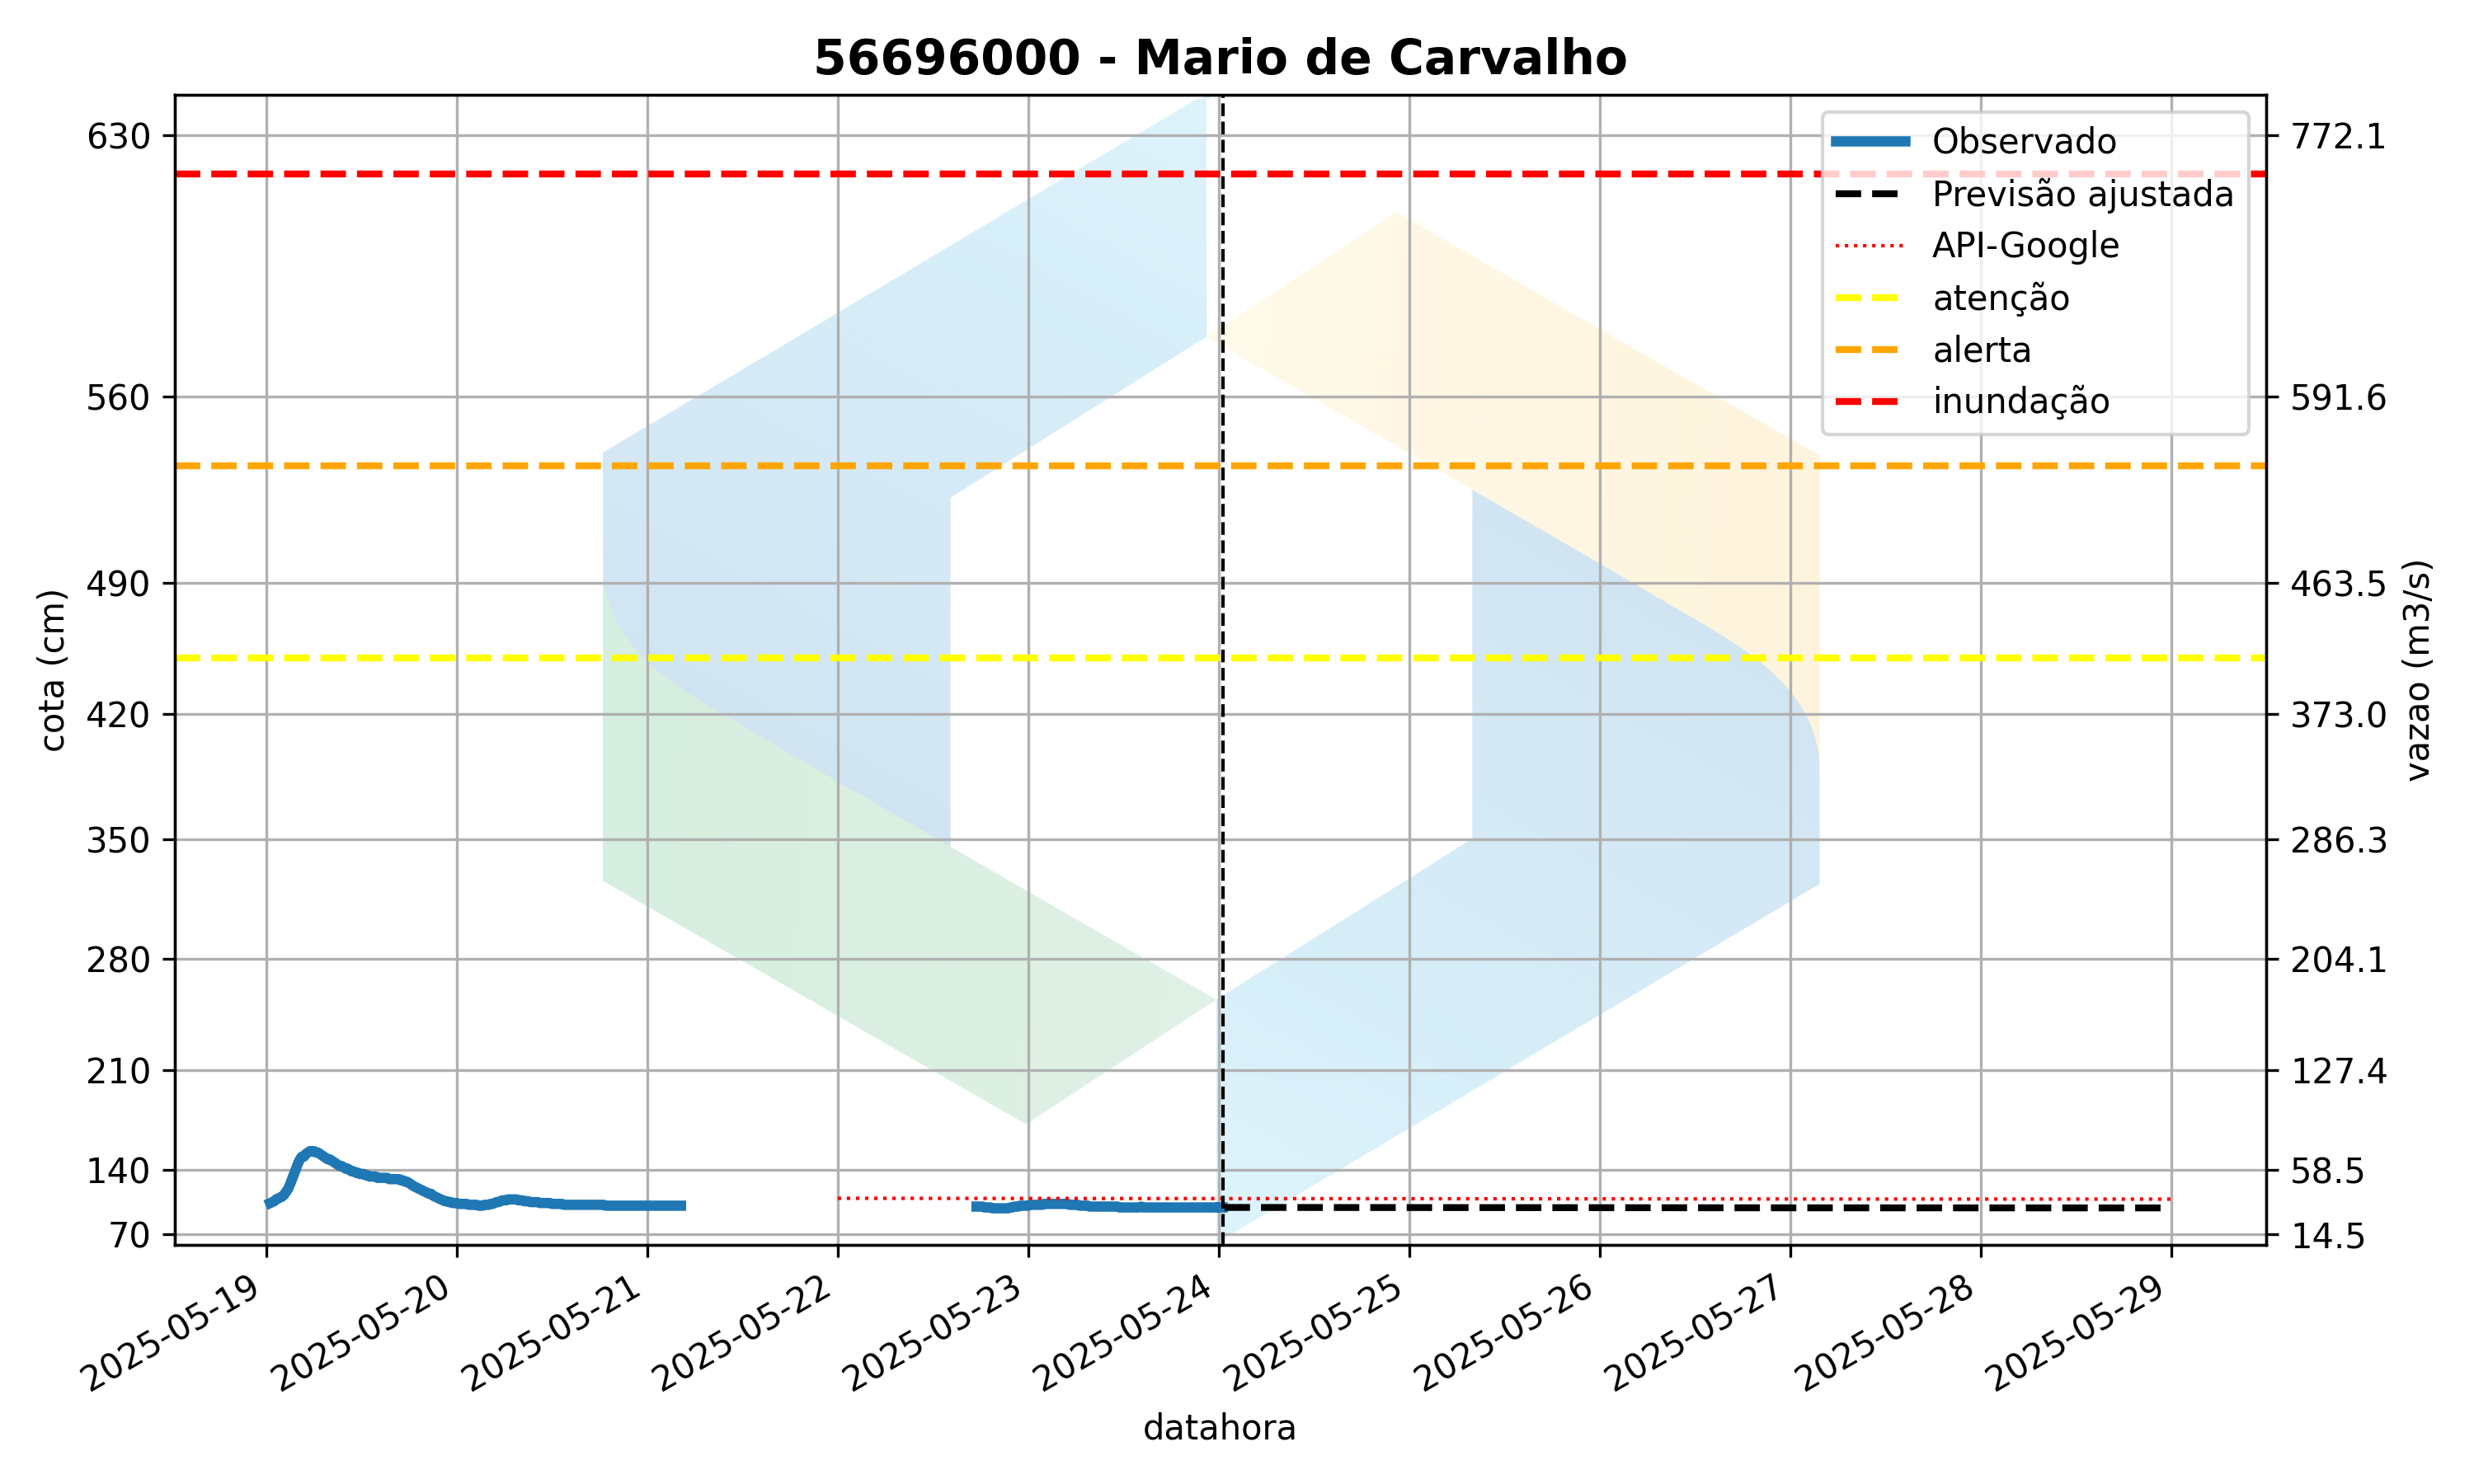 56696000 - Mario de Carvalho
630
560
490
420
350
280
210
140
70
cota (cm)
772.1
591.6
463.5
373.0
286.3
204.1
127.4
58.5
14.5
vazao (m3/s)
Observado
Previsão ajustada
API-Google
atenção
alerta
inundação
2025-05-19
2025-05-20
2025-05-21
2025-05-22
2025-05-23
2025-05-24
2025-05-25
2025-05-26
2025-05-27
2025-05-28
2025-05-29
datahora